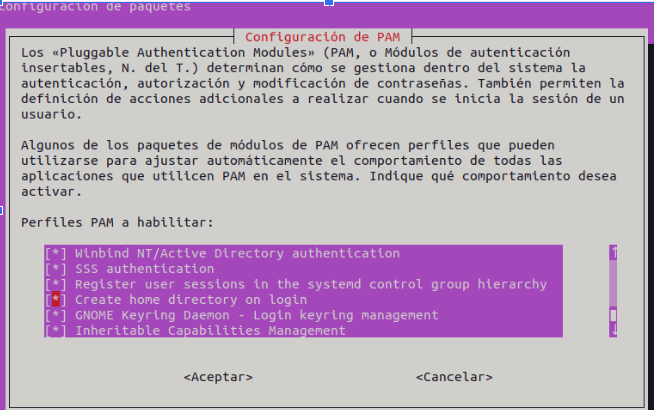 Configuración de paquetes
Configuración de PAM
Los «Pluggable Authentication Modules» (PAM, o Módulos de autenticación
insertables, N. del T.) determinan cómo se gestiona dentro del sistema la
autenticación, autorización y modificación de contraseñas. También permiten la
definición de acciones adicionales a realizar cuando se inicia la sesión de un
usuario.
Algunos de los paquetes de módulos de PAM ofrecen perfiles que pueden
utilizarse para ajustar automáticamente el comportamiento de todas las
aplicaciones que utilicen PAM en el sistema. Indique qué comportamiento desea
activar.
Perfiles PAM a habilitar:
[*] Winbind NT/Active Directory authentication
[*] SSS authentication
[*] Register user sessions in the systemd control group hierarchy
[*] Create home directory on login
[*] GNOME Keyring Daemon - Login keyring management
[*] Inheritable Capabilities Management
<Aceptar> <Cancelar>